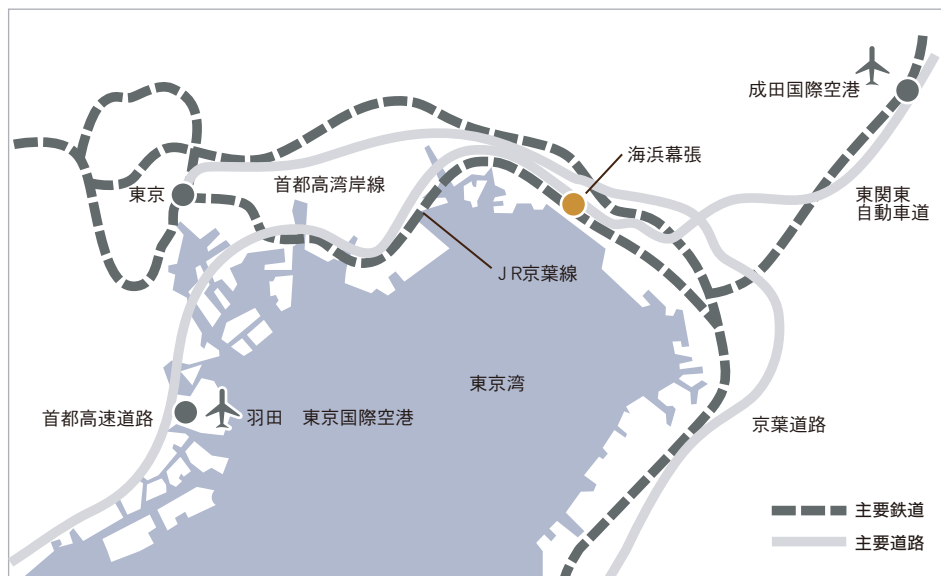 成田国際空港
海浜幕張
東京
首都高湾岸線
東関東
自動車道
JR京葉線
東京湾
首都高速道路
羽田 東京国際空港
京葉道路
主要鉄道
主要道路